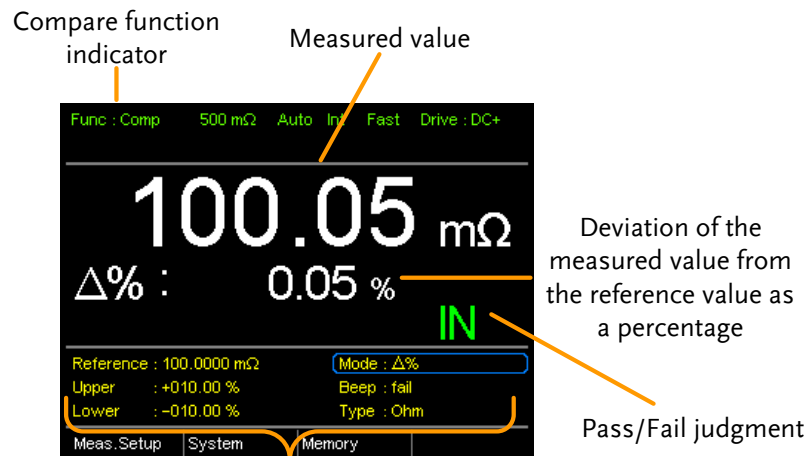 Compare function
indicator
Measured value
Func : Comp 500 mΩ Auto Int Fast Drive : DC+
100.05 mΩ
Δ% : 0.05 %
IN
Deviation of the
measured value from
the reference value as
a percentage
Reference : 100.0000 mΩ Mode : Δ%
Upper : +010.00 % Beep : fail
Lower : -010.00 % Type : Ohm
Pass/Fail judgment
Meas.Setup System Memory